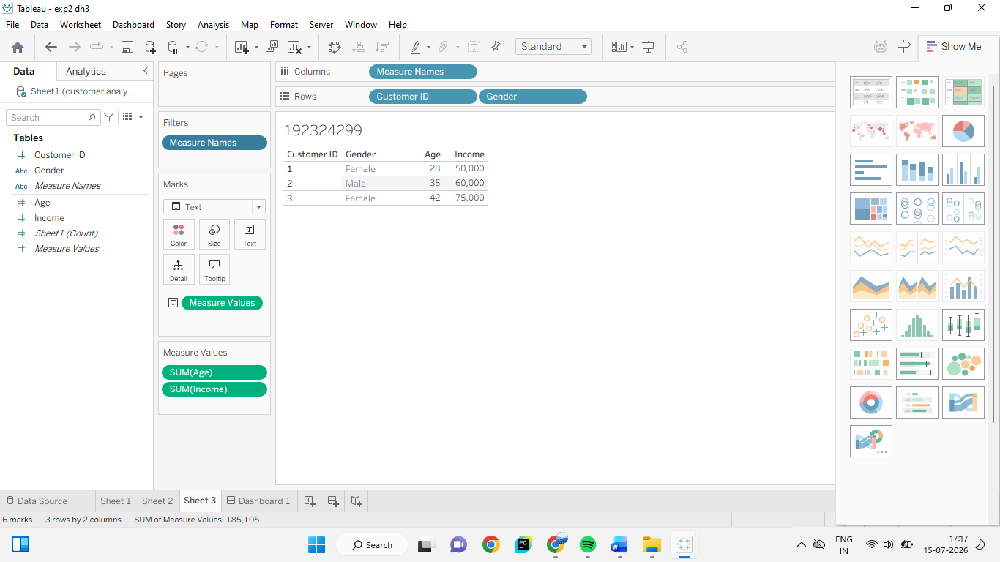 Tableau - exp2 dh3
File Data Worksheet Dashboard Story Analysis Map Format Server Window Help
Standard
Show Me
Data Analytics
Sheet1 (customer analy...
Search
Tables
Customer ID
Abc Gender
Abc Measure Names
Age
Income
Sheet1 (Count)
Measure Values
Pages
Filters
Measure Names
Marks
Text
Color Size Text
Detail Tooltip
Measure Values
Measure Values
SUM(Age)
SUM(Income)
Columns Measure Names
Rows Customer ID Gender
192324299
Customer ID Gender Age Income
1 Female 28 50,000
2 Male 35 60,000
3 Female 42 75,000
Data Source Sheet 1 Sheet 2 Sheet 3 Dashboard 1
6 marks 3 rows by 2 columns SUM of Measure Values: 185,105
Search
ENG
IN
17:17
15-07-2026